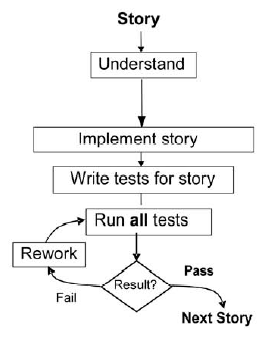 Story
Understand
Implement story
Write tests for story
Run all tests
Rework
Result?
Pass
Fail
Next Story